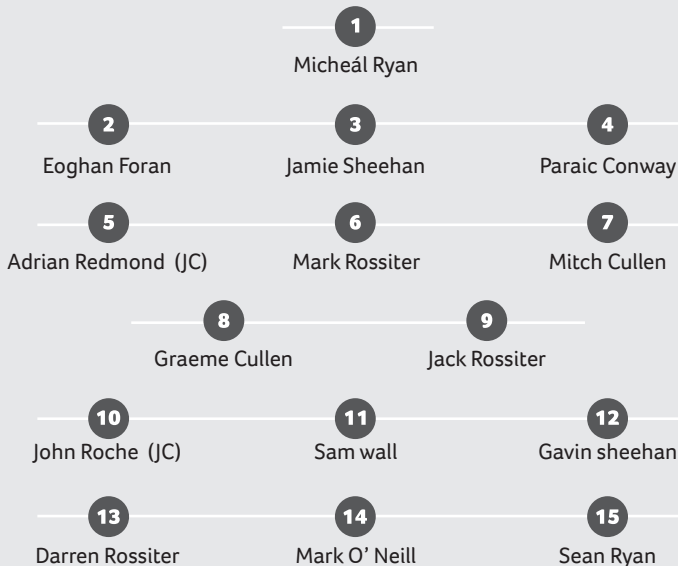 1
Micheál Ryan
2 3 4
Eoghan Foran Jamie Sheehan Paraic Conway
5 6 7
Adrian Redmond (JC) Mark Rossiter Mitch Cullen
8 9
Graeme Cullen Jack Rossiter
10 11 12
John Roche (JC) Sam wall Gavin sheehan
13 14 15
Darren Rossiter Mark O' Neill Sean Ryan